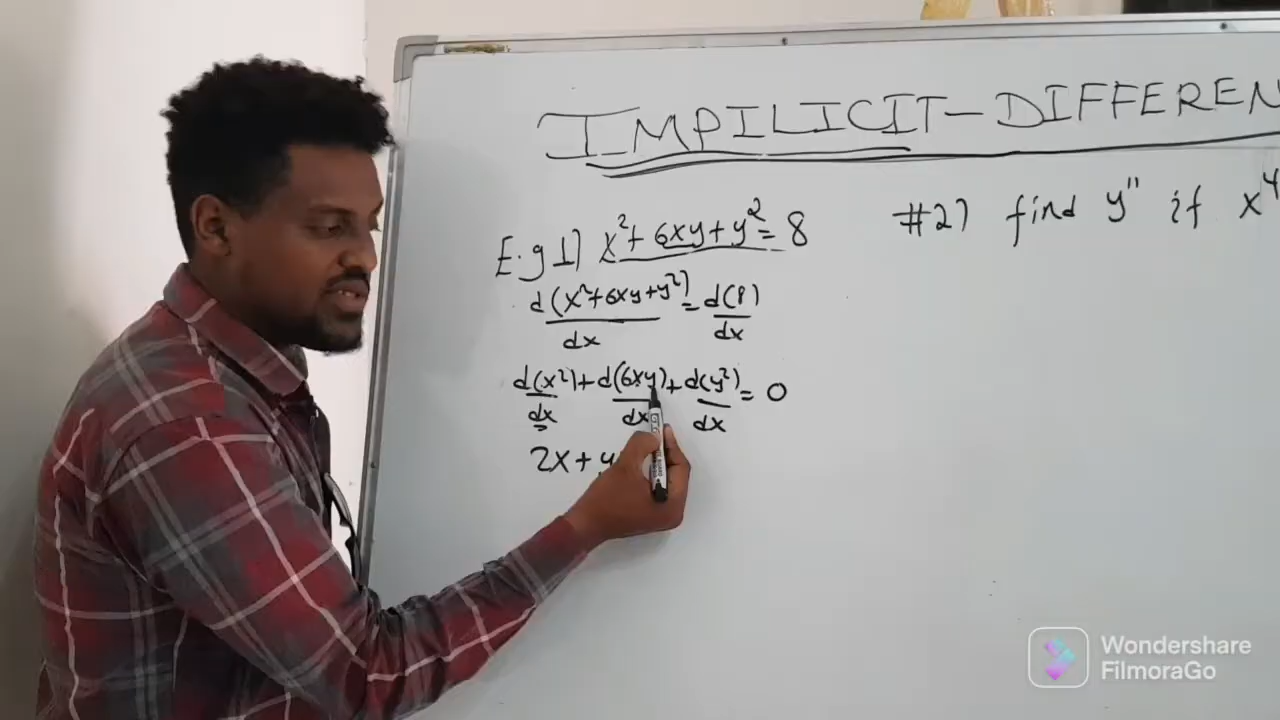 IMPILICIT-DIFFEREN
E.g 1) x²+6xy+y²=8
d(x²+6xy+y²)/dx = d(8)/dx
d(x²)/dx + d(6xy)/dx + d(y²)/dx = 0
2x + y
#2) find y" if x⁴
Wondershare
FilmoraGo